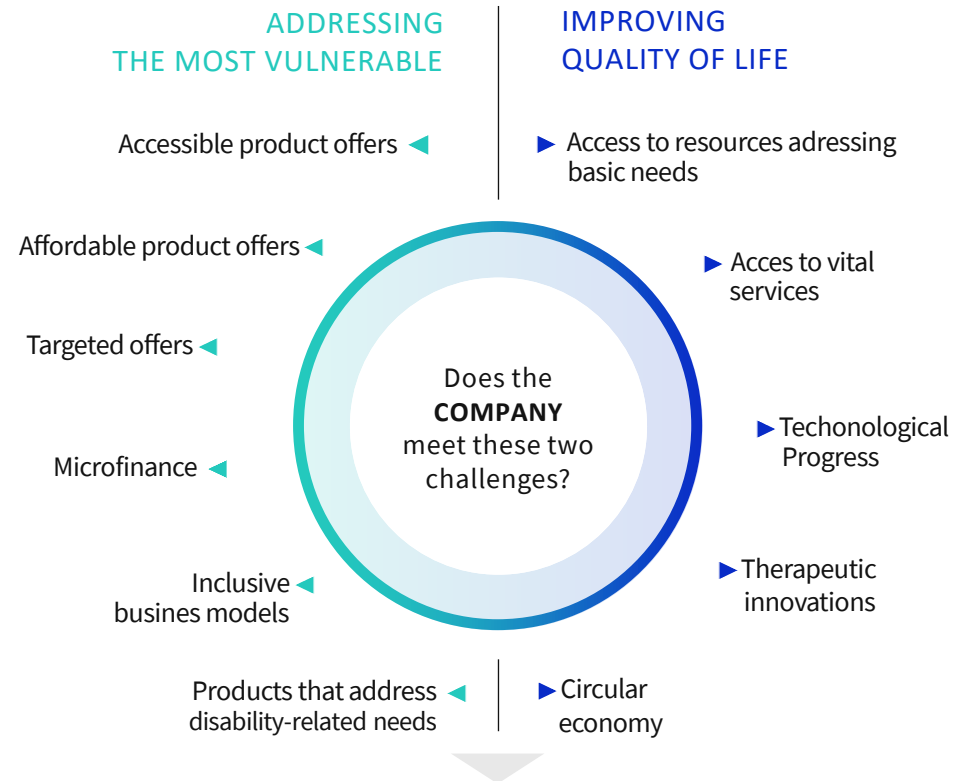 ADDRESSING
THE MOST VULNERABLE
Accessible product offers
Affordable product offers
Targeted offers
Microfinance
Inclusive
busines models
Products that address
disability-related needs
Does the
COMPANY
meet these two
challenges?
IMPROVING
QUALITY OF LIFE
Access to resources adressing
basic needs
Acces to vital
services
Techonological
Progress
Therapeutic
innovations
Circular
economy